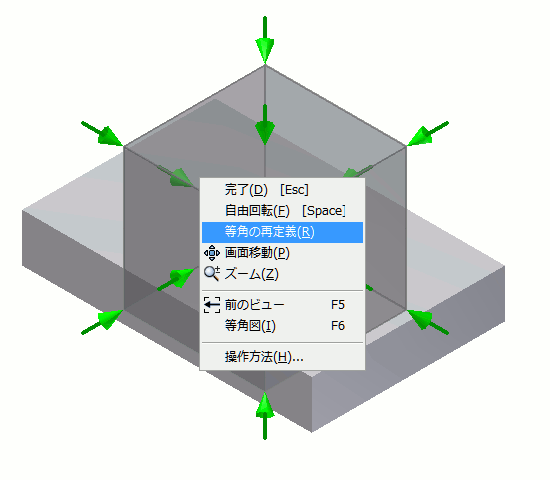 完了(D) [Esc]
自由回転(F) [Space]
等角の再定義(R)
画面移動(P)
ズーム(Z)
前のビュー F5
等角図(I) F6
操作方法(H)...